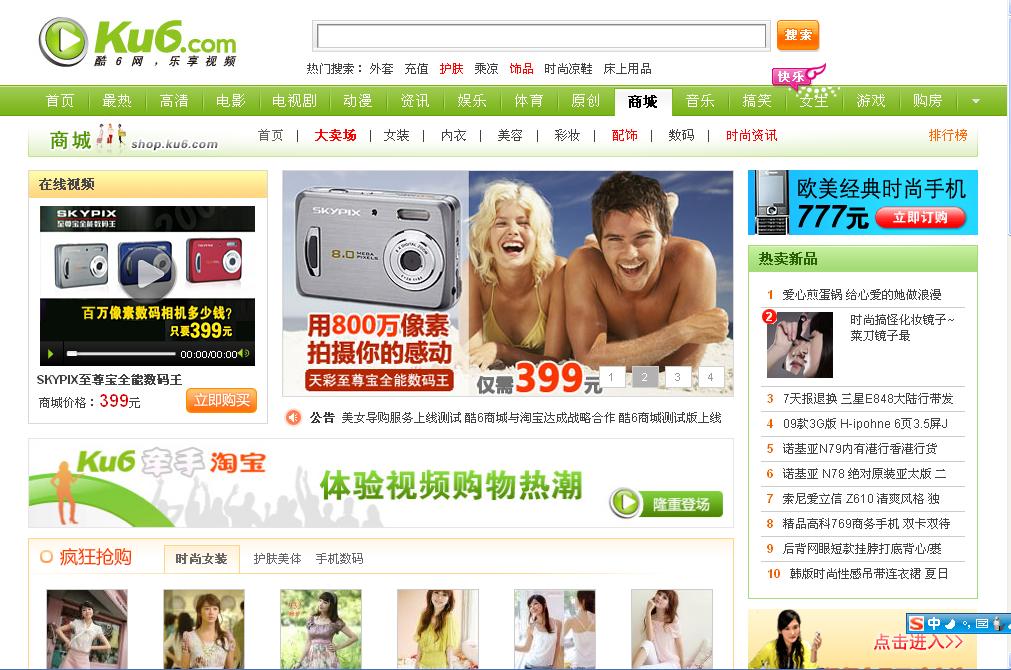 Ku6.com
酷6网，乐享视频
搜索
热门搜索： 外套 充值 护肤 乘凉 饰品 时尚凉鞋 床上用品
快乐
首页 最热 高清 电影 电视剧 动漫 资讯 娱乐 体育 原创 商城 音乐 搞笑 女生 游戏 购房
商城 shop.ku6.com
首页 | 大卖场 | 女装 | 内衣 | 美容 | 彩妆 | 配饰 | 数码 | 时尚资讯
排行榜
在线视频
SKYPIX
至尊宝全能数码王
百万像素数码相机多少钱?
只要399元
00:00/00:00
SKYPIX至尊宝全能数码王
商城价格：399元
立即购买
SKYPIX
8.0 MEGA PIXELS
4x DIGITAL ZOOM
用800万像素
拍摄你的感动
天彩至尊宝全能数码王
仅需399元
1 2 3 4
公告 美女导购服务上线测试 酷6商城与淘宝达成战略合作 酷6商城测试版上线
欧美经典时尚手机
777元 立即订购
热卖新品
1 爱心煎蛋锅 给心爱的她做浪漫
2 时尚搞怪化妆镜子~
菜刀镜子最
3 7天报退换 三星E848大陆行带发
4 09款3G版 H-ipohne 6页3.5屏J
5 诺基亚N79内有港行香港行货
6 诺基亚 N78 绝对原装亚太版 二
7 索尼爱立信 Z610 清爽风格 独
8 精品高科769商务手机 双卡双待
9 后背网眼短款挂脖打底背心/裹
10 韩版时尚性感吊带连衣裙 夏日
Ku6 牵手 淘宝
体验视频购物热潮
隆重登场
疯狂抢购
时尚女装 护肤美体 手机数码
点击进入>>
中